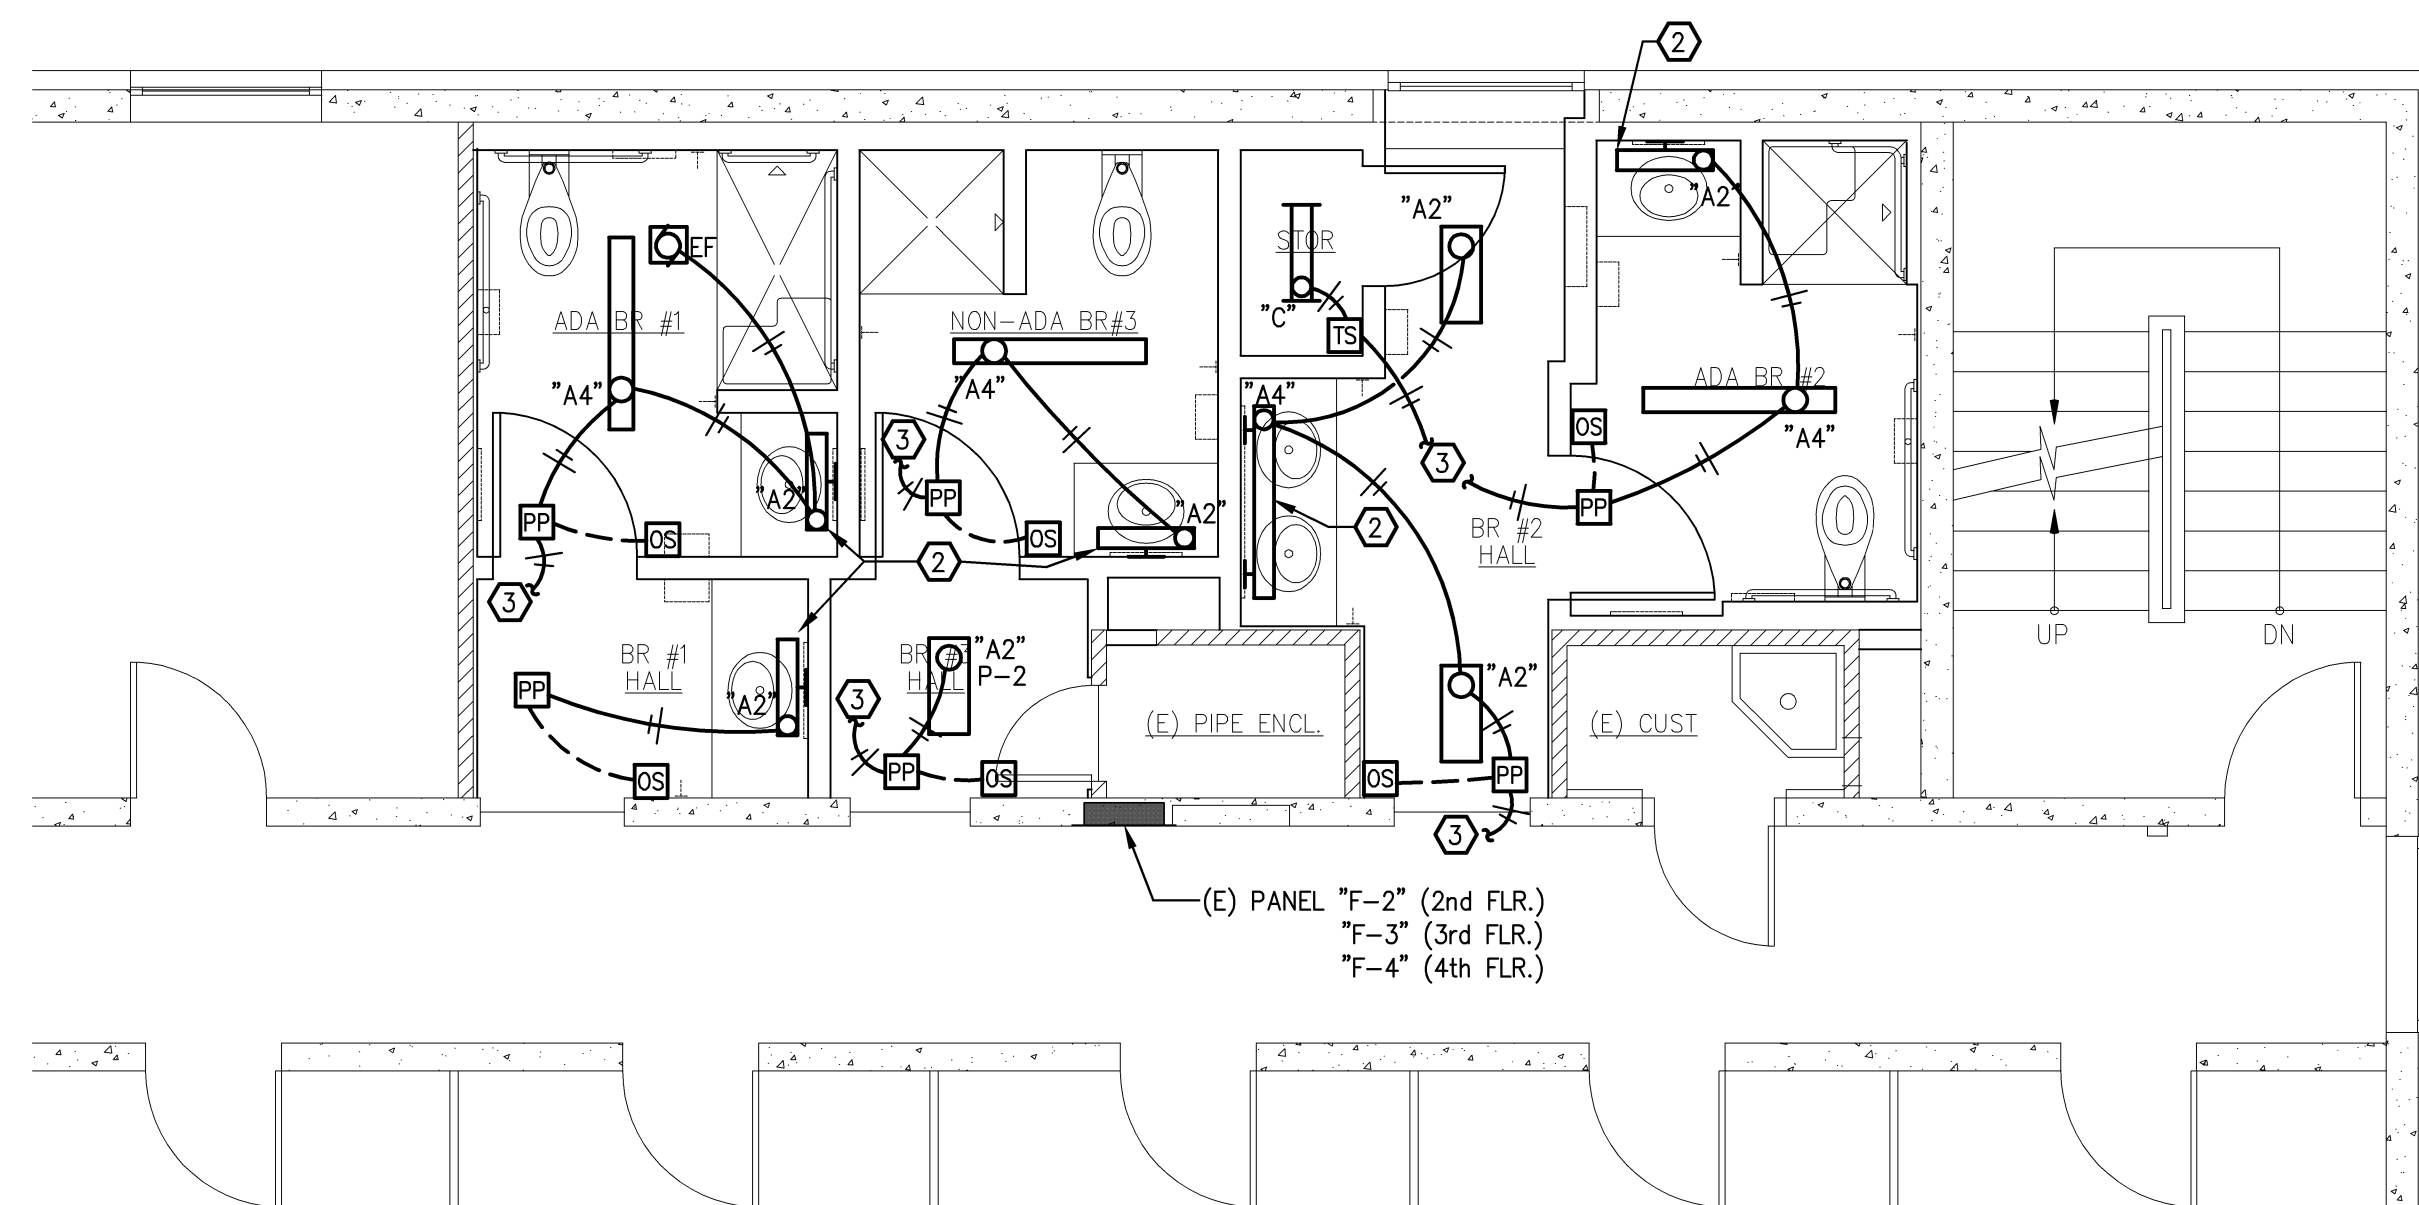 2
"A2"
"A2"
STOR
EF
"C"
ADA BR #1
NON-ADA BR#3
TS
ADA BR #2
"A4"
"A4"
"A4"
"A4"
OS
3
3
"A2"
PP
PP
"A2"
2
BR #2
HALL
PP
OS
OS
2
3
BR #1
HALL
BR #3
HALL
"A2"
P-2
UP
DN
PP
"A2"
3
"A2"
(E) PIPE ENCL.
(E) CUST
OS
PP
OS
OS
PP
3
(E) PANEL "F-2" (2nd FLR.)
"F-3" (3rd FLR.)
"F-4" (4th FLR.)